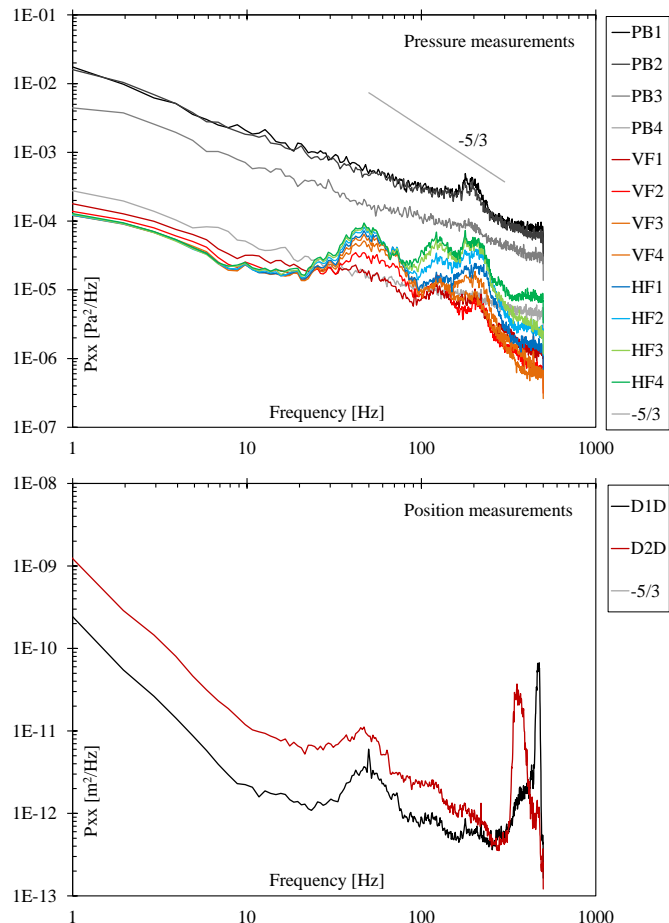 1E-01
Pressure measurements
1E-02
1E-03
-5/3
1E-04
1E-05
1E-06
1E-07
Pxx [Pa²/Hz]
Frequency [Hz]
1 10 100 1000
PB1
PB2
PB3
PB4
VF1
VF2
VF3
VF4
HF1
HF2
HF3
HF4
-5/3
1E-08
Position measurements
1E-09
1E-10
1E-11
1E-12
1E-13
Pxx [m²/Hz]
Frequency [Hz]
1 10 100 1000
D1D
D2D
-5/3